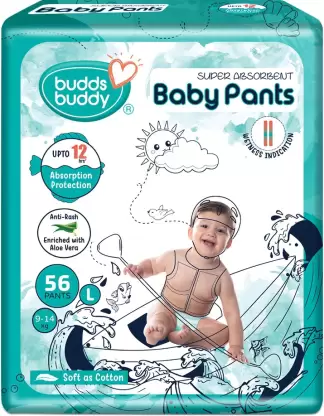 budds
buddy
®
SUPER ABSORBENT
Baby Pants
UPTO 12 hrs
Absorption
Protection
WETNESS INDICATION
Anti-Rash
Enriched with
Aloe Vera
56
PANTS
L
9-14
kg
Soft as Cotton